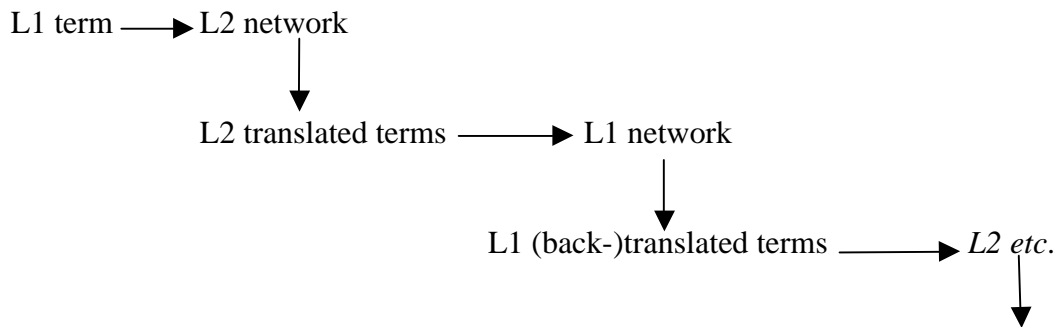 L1 term L2 network
L2 translated terms L1 network
L1 (back-)translated terms L2 etc.